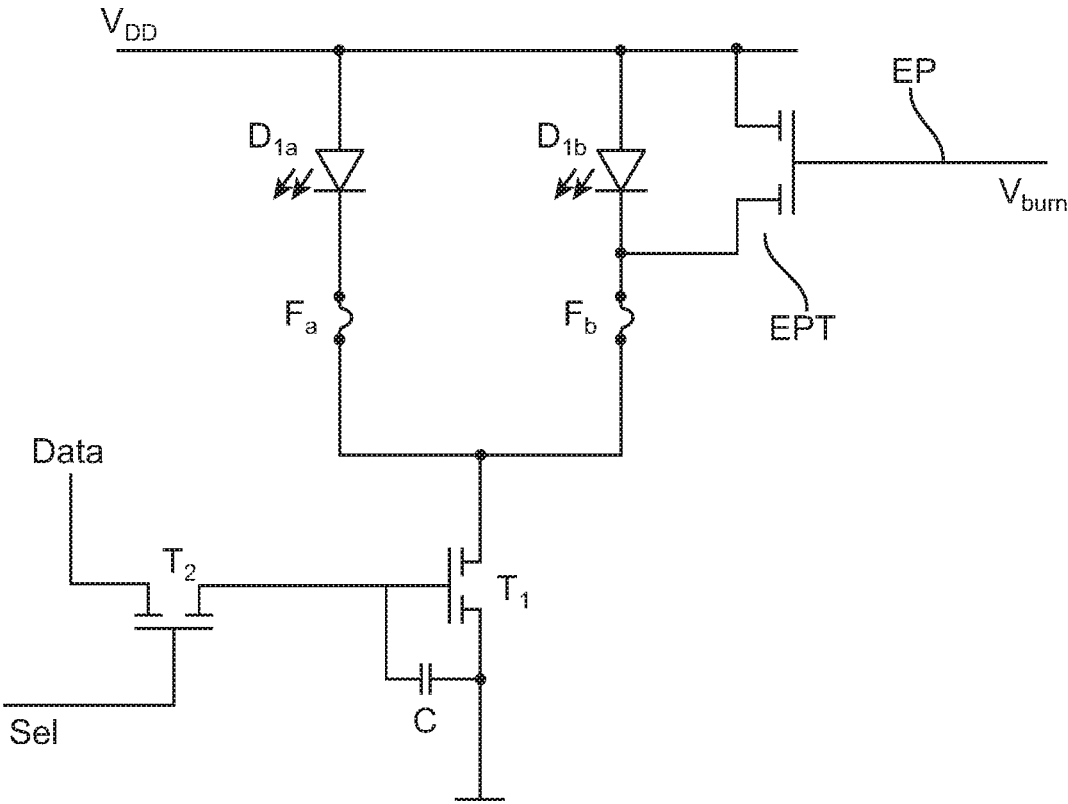 V_DD
EP
D_1a
D_1b
V_burn
F_a
F_b
EPT
Data
T_2
T_1
C
Sel